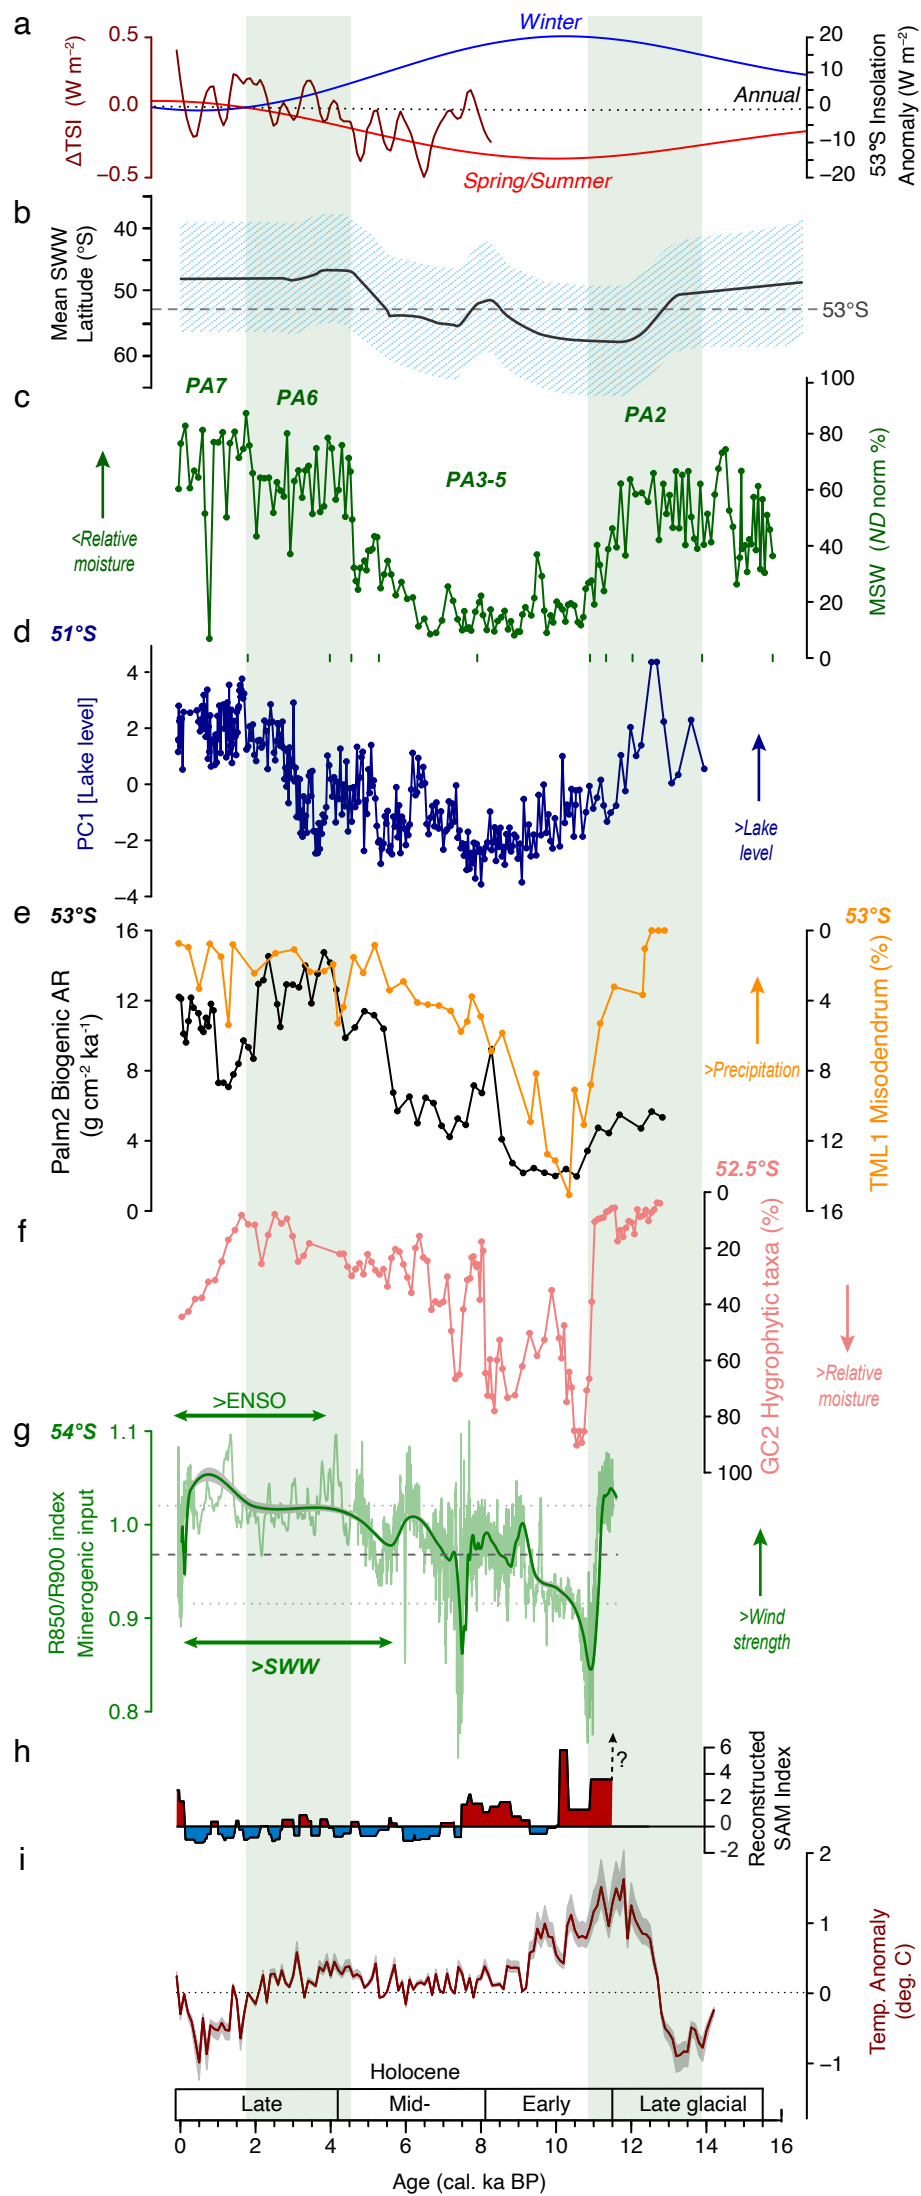 a
Winter
0.5
0.0
−0.5
ΔTSI (W m−2)
20
10
0
−10
−20
53°S Insolation
Anomaly (W m−2)
Annual
Spring/Summer
b
40
50
60
Mean SWW
Latitude (°S)
53°S
c
PA7
PA6
PA3-5
PA2
<Relative
moisture
100
80
60
40
20
0
MSW (ND norm %)
d
51°S
4
2
0
−2
−4
PC1 [Lake level]
>Lake
level
e
53°S
53°S
16
12
8
4
0
Palm2 Biogenic AR
(g cm−2 ka-1)
0
4
8
12
16
TML1 Misodendrum (%)
>Precipitation
f
52.5°S
0
20
40
60
80
100
GC2 Hygrophytic taxa (%)
>Relative
moisture
g
54°S
>ENSO
1.1
1.0
0.9
0.8
R850/R900 index
Minerogenic input
>SWW
>Wind
strength
h
?
6
4
2
0
-2
Reconstructed
SAM Index
i
2
1
0
−1
Temp. Anomaly
(deg. C)
Holocene
Late
Mid-
Early
Late glacial
0 2 4 6 8 10 12 14 16
Age (cal. ka BP)